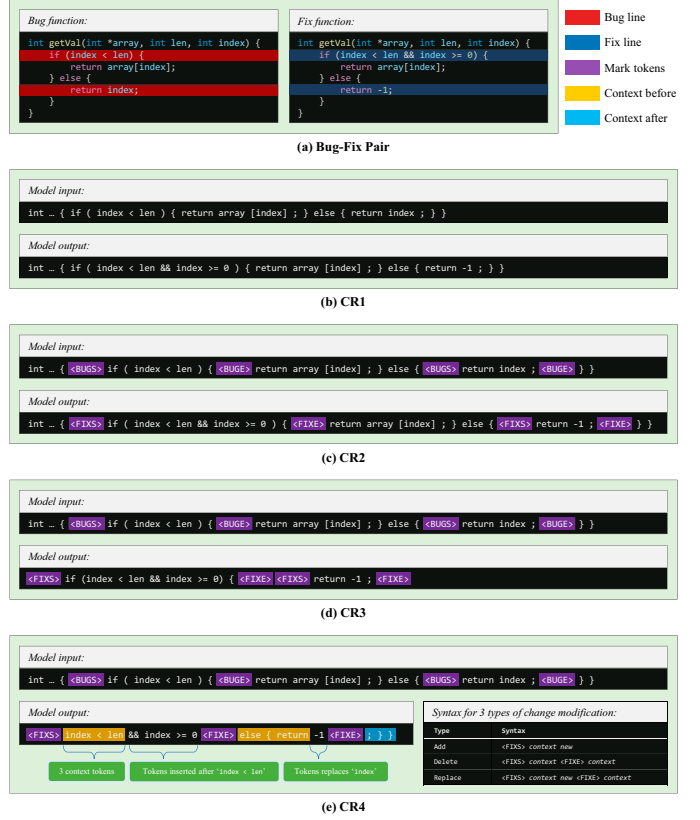 Bug function:
int getVal(int *array, int len, int index) {
if (index < len) {
return array[index];
} else {
return index;
}
}
Fix function:
int getVal(int *array, int len, int index) {
if (index < len && index >= 0) {
return array[index];
} else {
return -1;
}
}
Bug line
Fix line
Mark tokens
Context before
Context after
(a) Bug-Fix Pair
Model input:
int … { if ( index < len ) { return array [index] ; } else { return index ; } }
Model output:
int … { if ( index < len && index >= 0 ) { return array [index] ; } else { return -1 ; } }
(b) CR1
Model input:
int … { <BUGS> if ( index < len ) { <BUGE> return array [index] ; } else { <BUGS> return index ; <BUGE> } }
Model output:
int … { <FIXS> if ( index < len && index >= 0 ) { <FIXE> return array [index] ; } else { <FIXS> return -1 ; <FIXE> } }
(c) CR2
Model input:
int … { <BUGS> if ( index < len ) { <BUGE> return array [index] ; } else { <BUGS> return index ; <BUGE> } }
Model output:
<FIXS> if (index < len && index >= 0) { <FIXE> <FIXS> return -1 ; <FIXE>
(d) CR3
Model input:
int … { <BUGS> if ( index < len ) { <BUGE> return array [index] ; } else { <BUGS> return index ; <BUGE> } }
Model output:
<FIXS> index < len && index >= 0 <FIXE> else { return -1 <FIXE> ; } }
3 context tokens
Tokens inserted after 'index < len'
Tokens replaces 'index'
Syntax for 3 types of change modification:
Type Syntax
Add <FIXS> context new
Delete <FIXS> context <FIXE> context
Replace <FIXS> context new <FIXE> context
(e) CR4